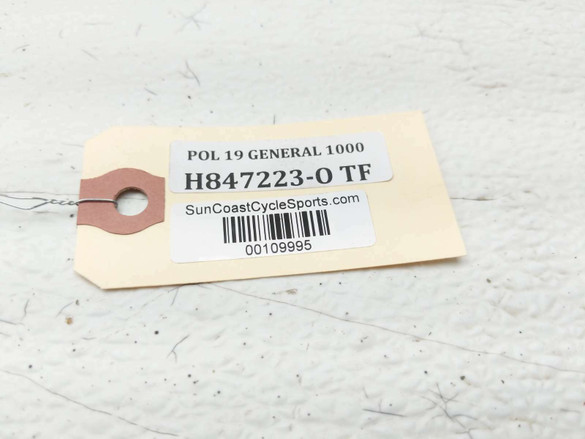 POL 19 GENERAL 1000
H847223-O TF
SunCoastCycleSports.com
00109995